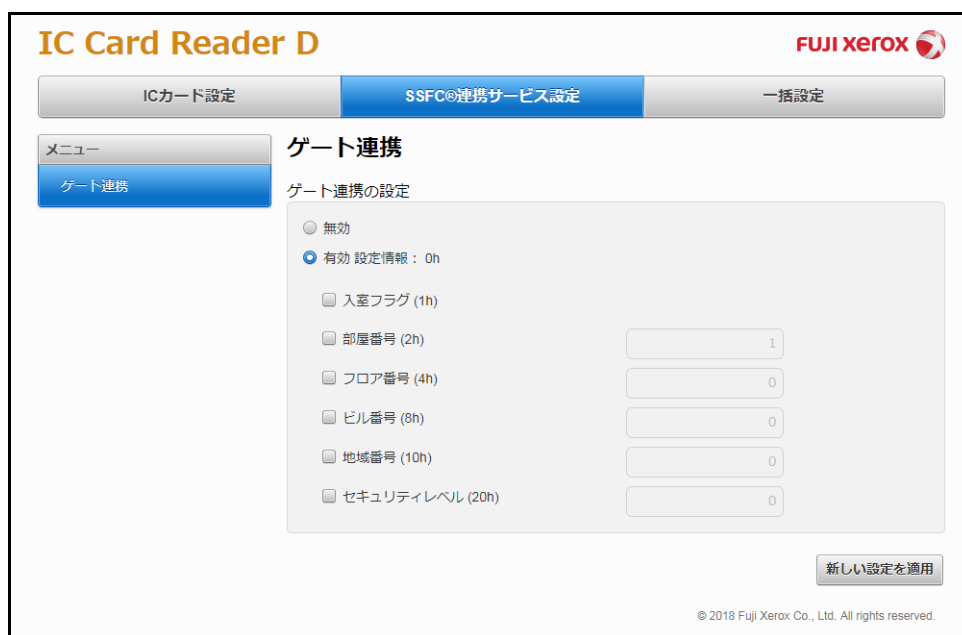 IC Card Reader D
FUJI XEROX
ICカード設定
SSFC®連携サービス設定
一括設定
メニュー
ゲート連携
ゲート連携
ゲート連携の設定
無効
有効 設定情報： 0h
入室フラグ (1h)
部屋番号 (2h) 1
フロア番号 (4h) 0
ビル番号 (8h) 0
地域番号 (10h) 0
セキュリティレベル (20h) 0
新しい設定を適用
© 2018 Fuji Xerox Co., Ltd. All rights reserved.